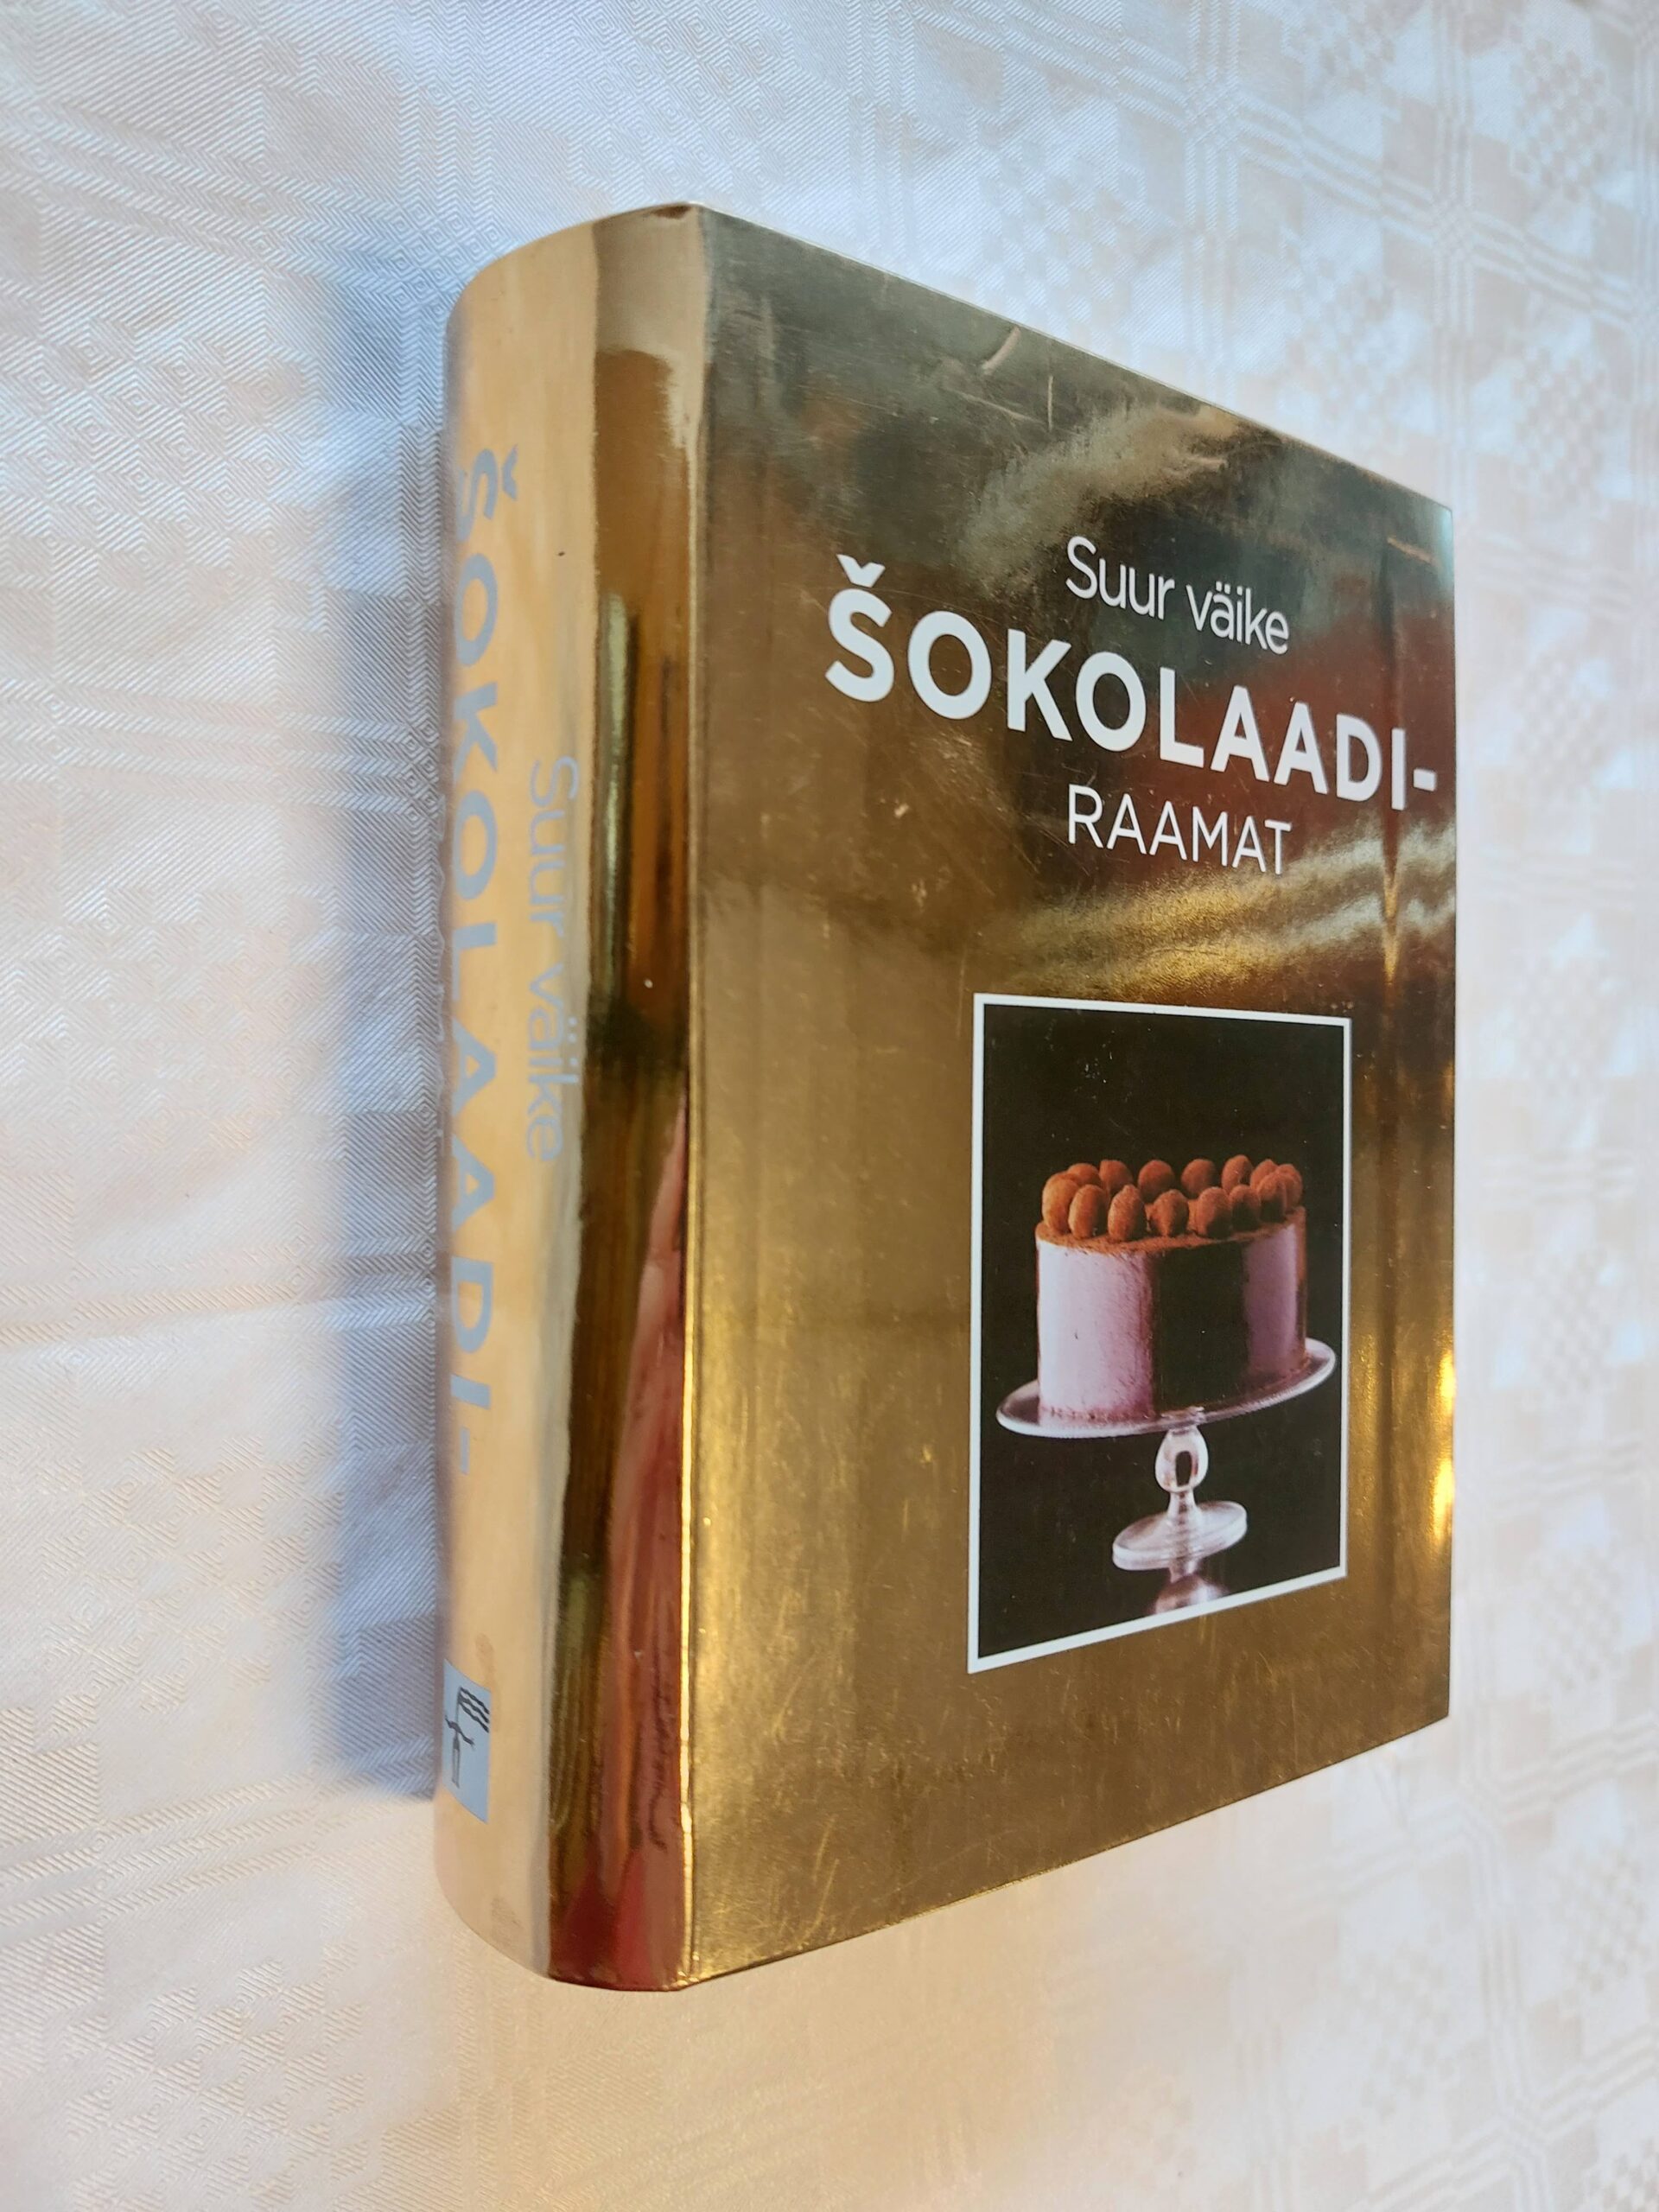 Suur väike
ŠOKOLAADI-
RAAMAT
Suur väike
ŠOKOLAADI-